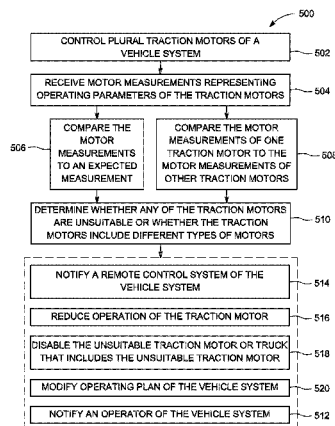 500
CONTROL PLURAL TRACTION MOTORS OF A
VEHICLE SYSTEM
502
RECEIVE MOTOR MEASUREMENTS REPRESENTING
OPERATING PARAMETERS OF THE TRACTION MOTORS
504
COMPARE THE
MOTOR
MEASUREMENTS
TO AN EXPECTED
MEASUREMENT
506
COMPARE THE MOTOR
MEASUREMENTS OF ONE
TRACTION MOTOR TO THE
MOTOR MEASUREMENTS OF
OTHER TRACTION MOTORS
508
DETERMINE WHETHER ANY OF THE TRACTION MOTORS
ARE UNSUITABLE OR WHETHER THE TRACTION
MOTORS INCLUDE DIFFERENT TYPES OF MOTORS
510
NOTIFY A REMOTE CONTROL SYSTEM OF THE
VEHICLE SYSTEM
514
REDUCE OPERATION OF THE TRACTION MOTOR
516
DISABLE THE UNSUITABLE TRACTION MOTOR OR TRUCK
THAT INCLUDES THE UNSUITABLE TRACTION MOTOR
518
MODIFY OPERATING PLAN OF THE VEHICLE SYSTEM
520
NOTIFY AN OPERATOR OF THE VEHICLE SYSTEM
512